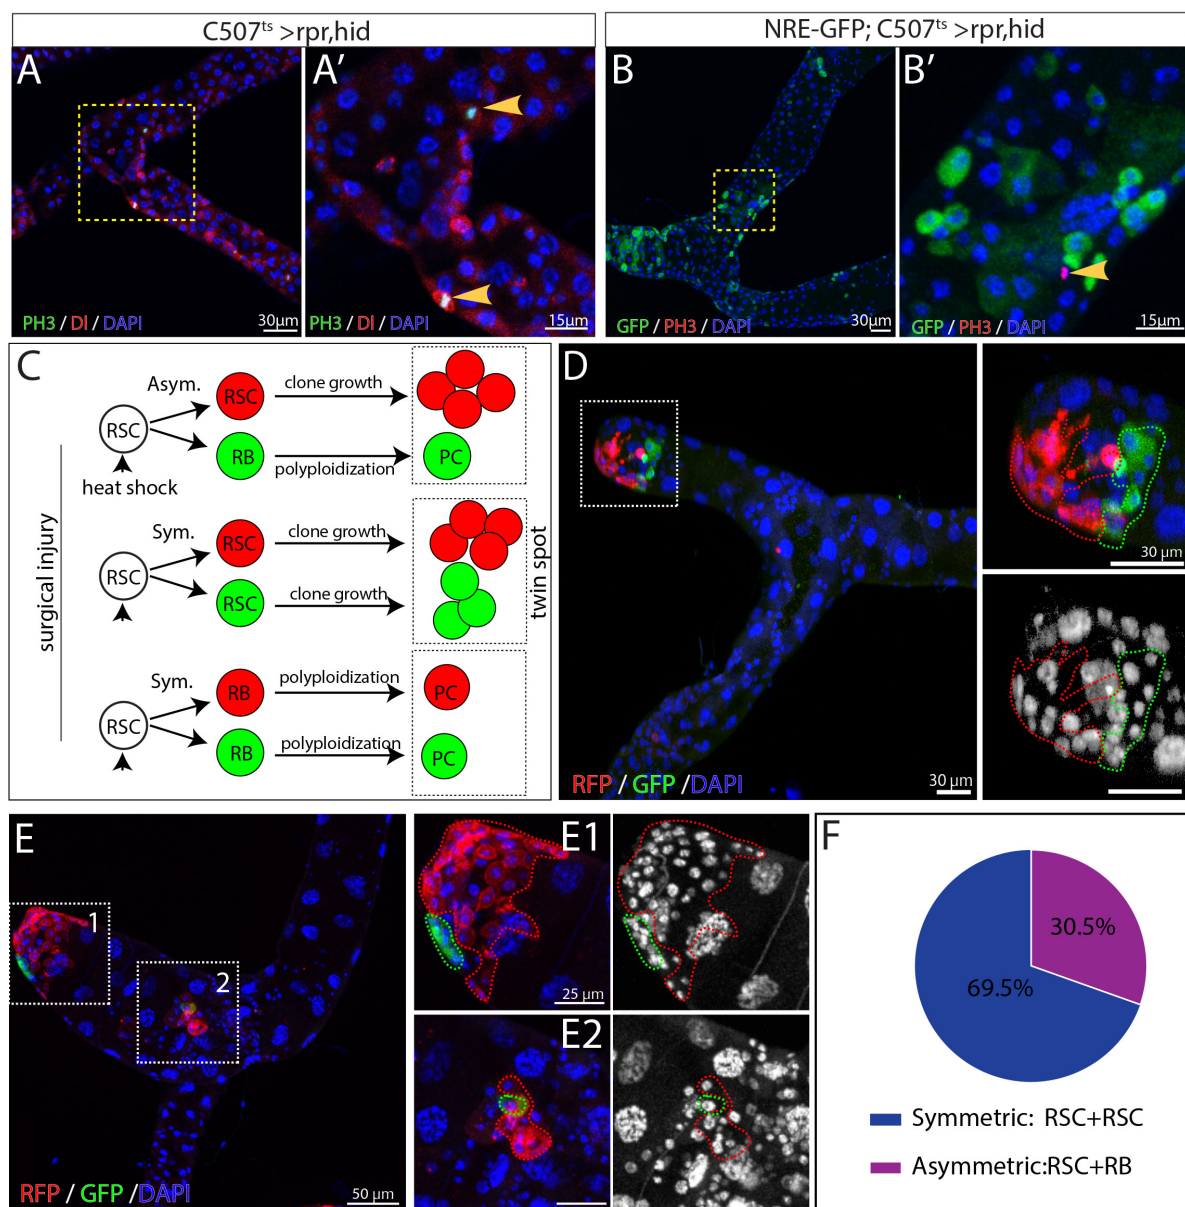 C507ts >rpr,hid
NRE-GFP; C507ts >rpr,hid
A
A'
B
B'
PH3 / Dl / DAPI
30µm
PH3 / Dl / DAPI
15µm
GFP / PH3 / DAPI
30µm
GFP / PH3 / DAPI
15µm
C
surgical injury
RSC
heat shock
Asym.
RSC
clone growth
RB
polyploidization
PC
RSC
Sym.
RSC
clone growth
RSC
clone growth
twin spot
RSC
Sym.
RB
polyploidization
PC
RB
polyploidization
PC
D
RFP / GFP /DAPI
30 µm
30 µm
E
1
2
RFP / GFP /DAPI
50 µm
E1
25 µm
E2
F
30.5%
69.5%
Symmetric: RSC+RSC
Asymmetric:RSC+RB